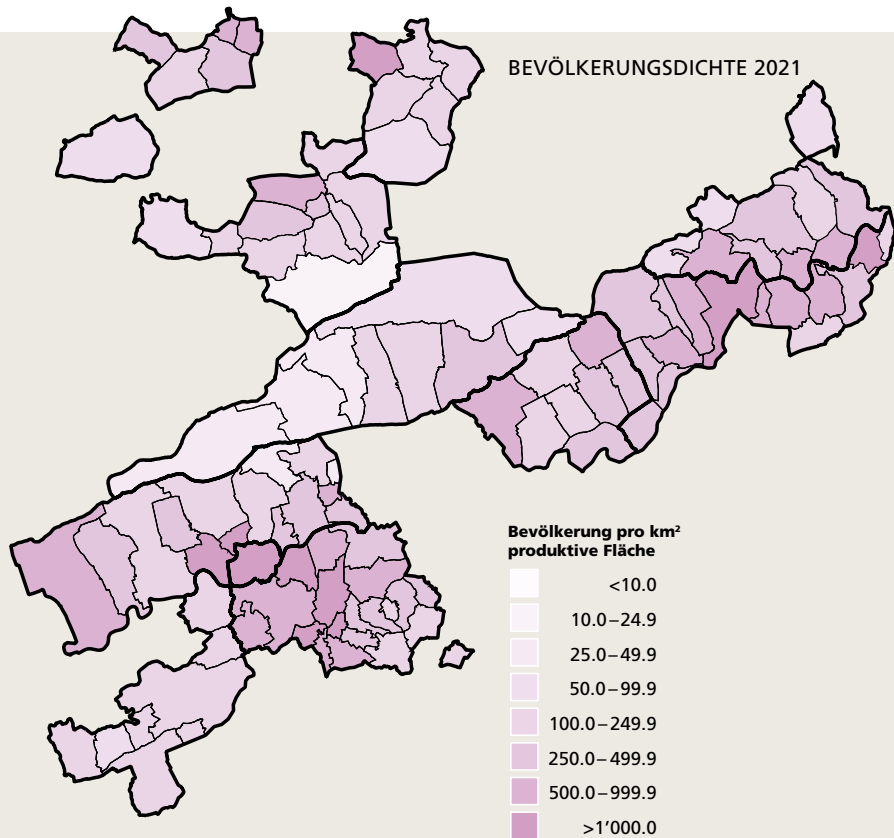 BEVÖLKERUNGSDICHTE 2021
Bevölkerung pro km²
produktive Fläche
<10.0
10.0–24.9
25.0–49.9
50.0–99.9
100.0–249.9
250.0–499.9
500.0–999.9
>1'000.0